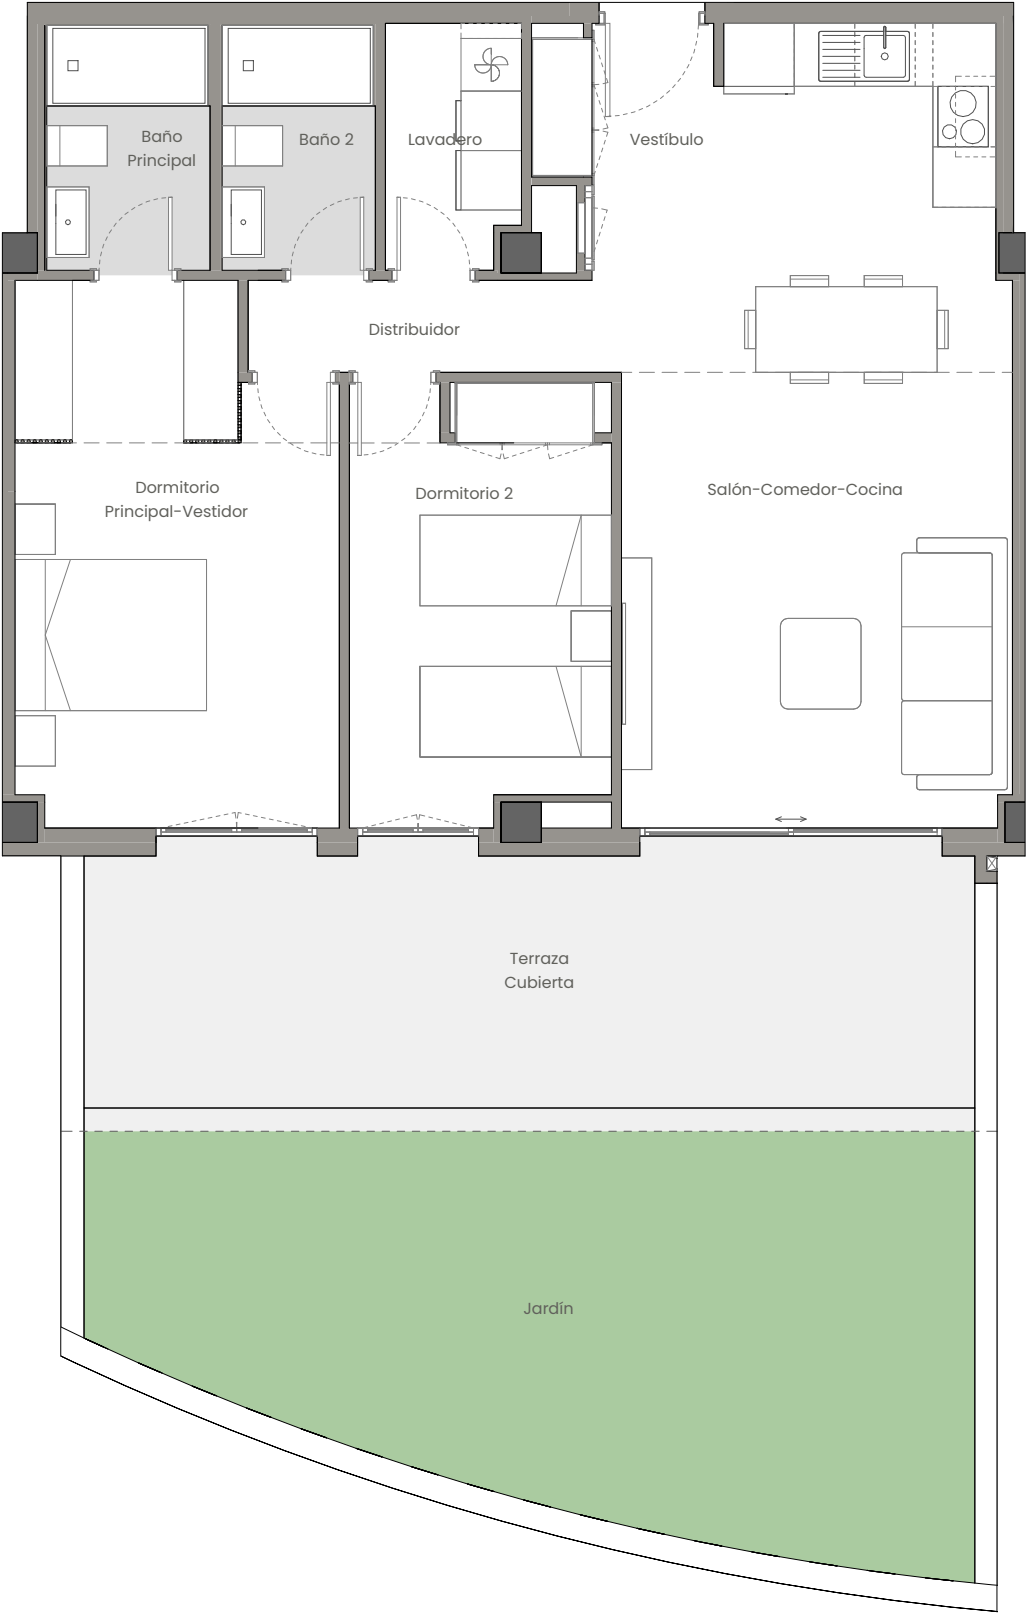 Baño
Principal
Baño 2
Lavadero
Vestíbulo
Distribuidor
Dormitorio
Principal-Vestidor
Dormitorio 2
Salón-Comedor-Cocina
Terraza
Cubierta
Jardín